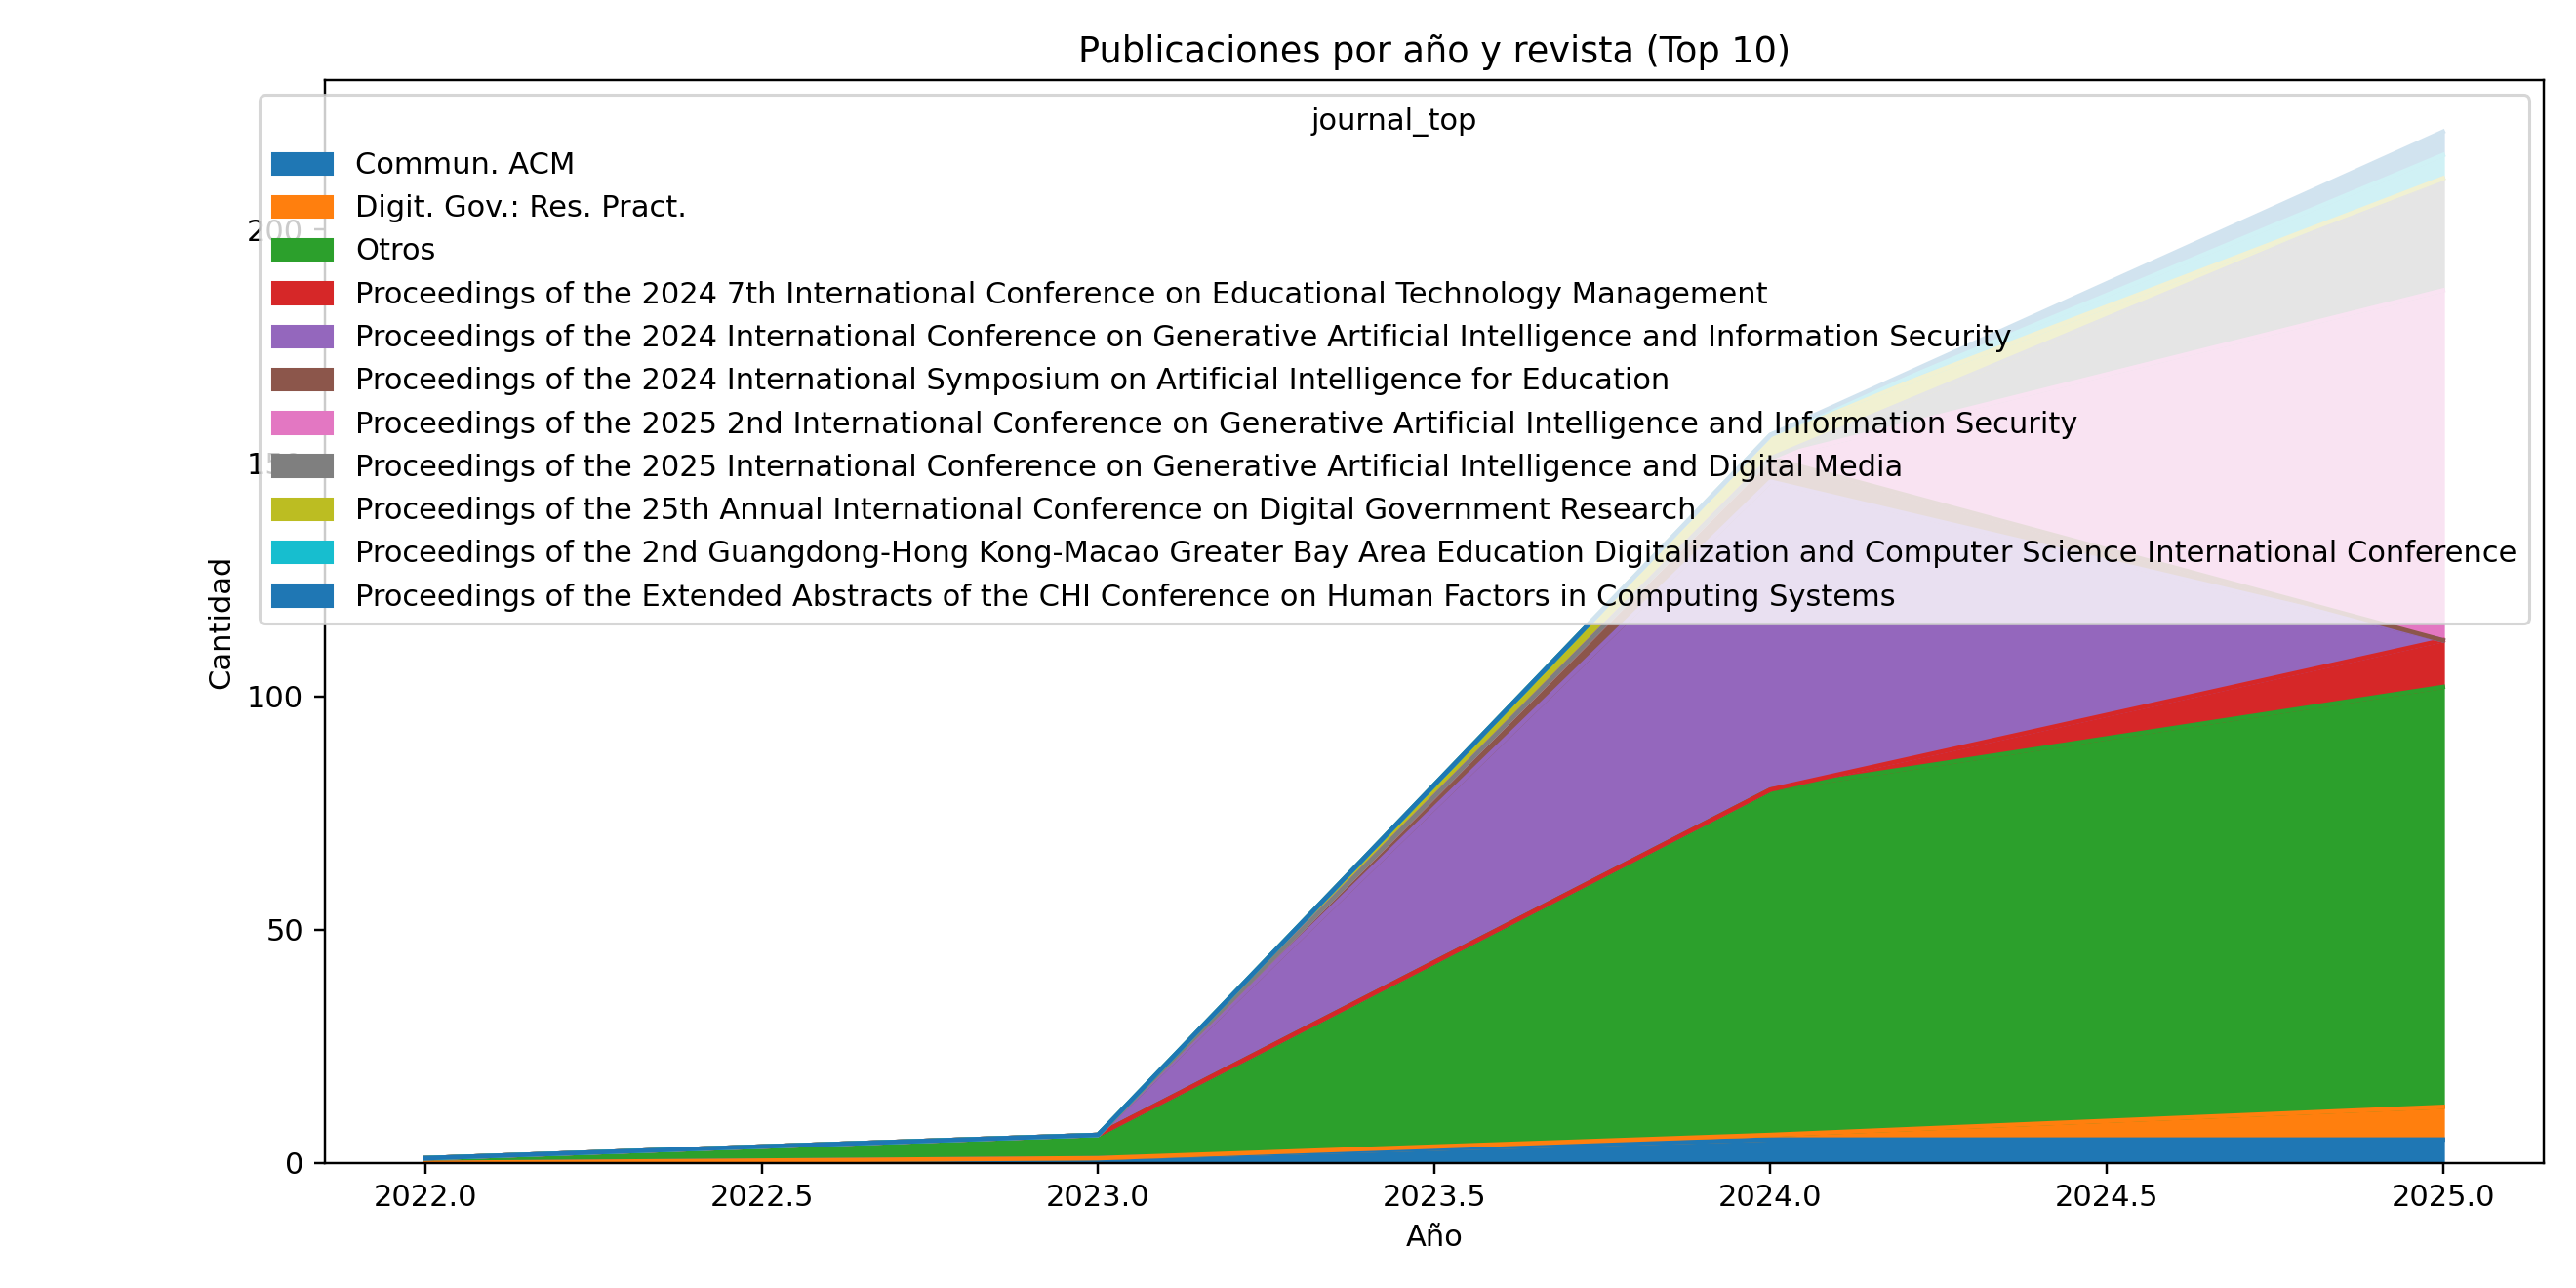 Publicaciones por año y revista (Top 10)
journal_top
Commun. ACM
Digit. Gov.: Res. Pract.
Otros
Proceedings of the 2024 7th International Conference on Educational Technology Management
Proceedings of the 2024 International Conference on Generative Artificial Intelligence and Information Security
Proceedings of the 2024 International Symposium on Artificial Intelligence for Education
Proceedings of the 2025 2nd International Conference on Generative Artificial Intelligence and Information Security
Proceedings of the 2025 International Conference on Generative Artificial Intelligence and Digital Media
Proceedings of the 25th Annual International Conference on Digital Government Research
Proceedings of the 2nd Guangdong-Hong Kong-Macao Greater Bay Area Education Digitalization and Computer Science International Conference
Proceedings of the Extended Abstracts of the CHI Conference on Human Factors in Computing Systems
Cantidad
200
100
50
0
2022.0
2022.5
2023.0
2023.5
2024.0
2024.5
2025.0
Año